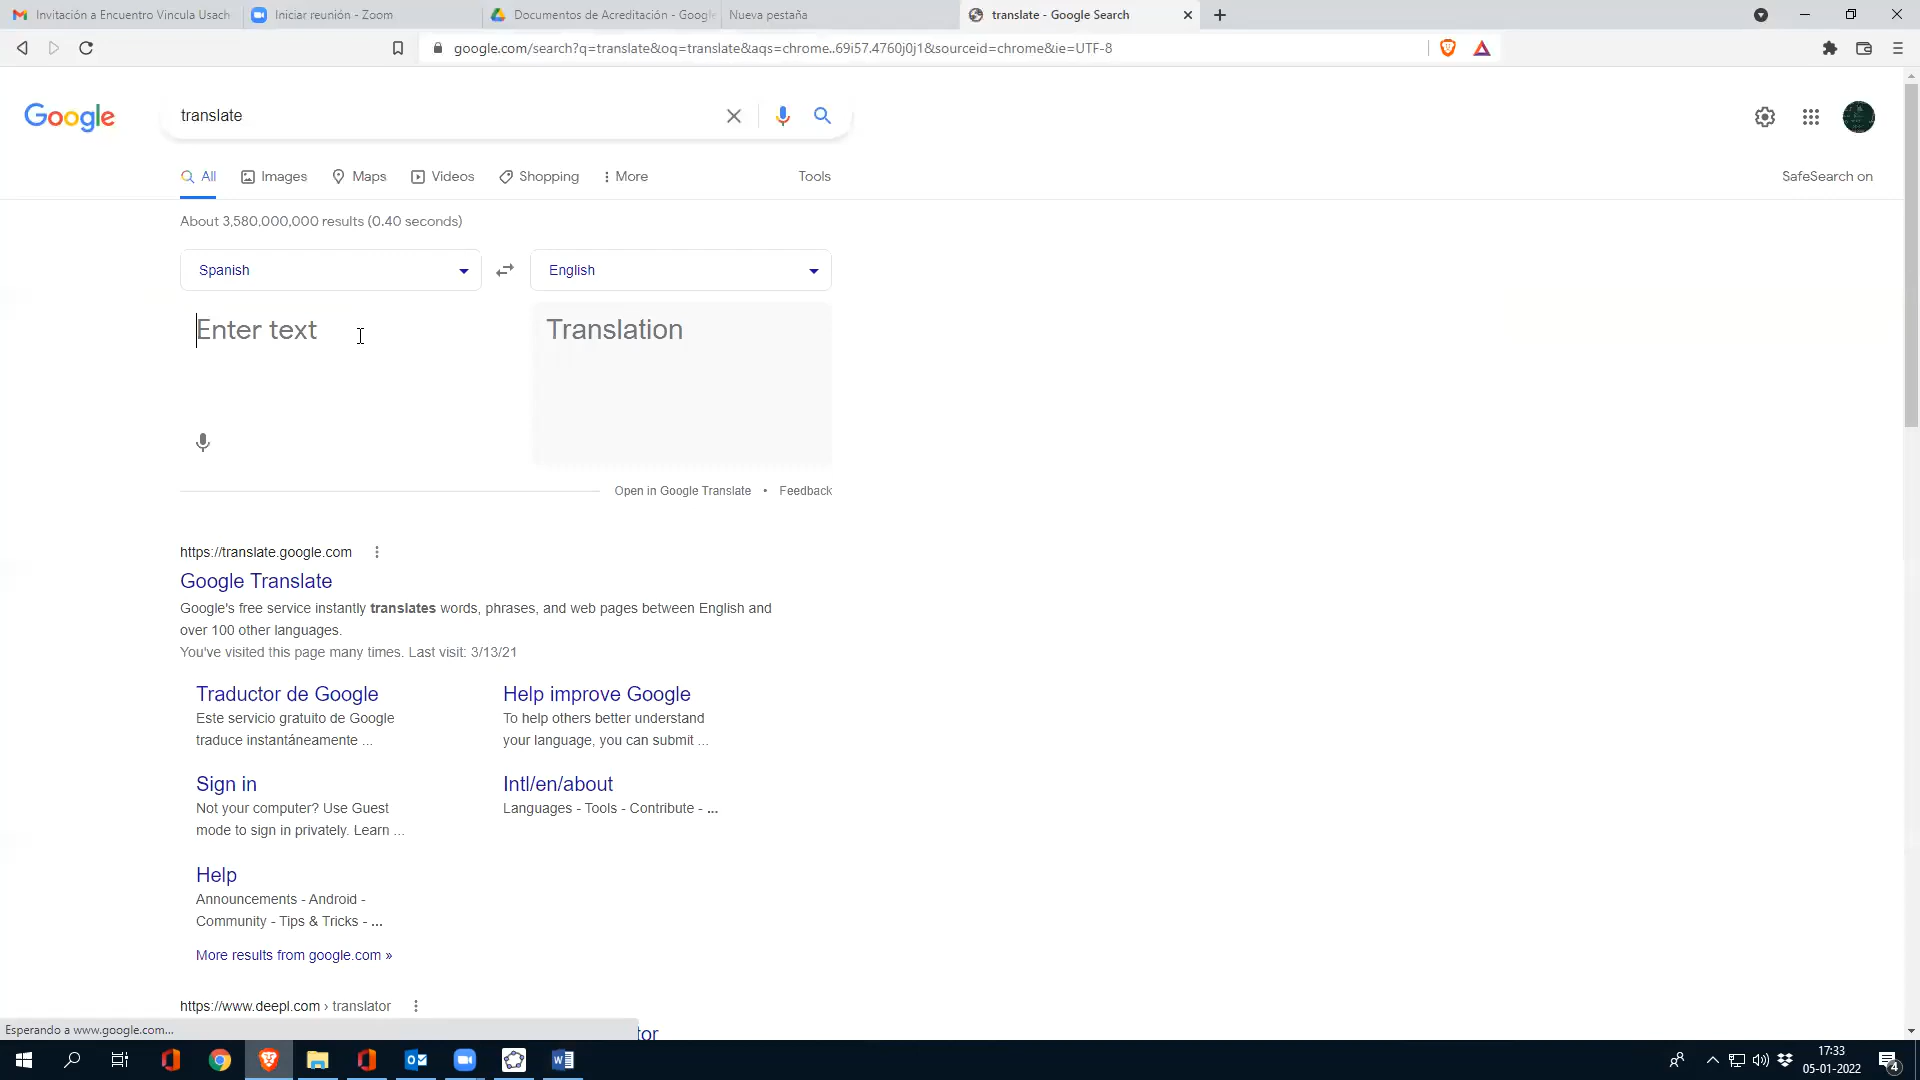 Invitación a Encuentro Vincula Usach
Iniciar reunión - Zoom
Documentos de Acreditación - Google
Nueva pestaña
translate - Google Search
google.com/search?q=translate&oq=translate&aqs=chrome..69i57.4760j0j1&sourceid=chrome&ie=UTF-8
Google
translate
All
Images
Maps
Videos
Shopping
More
Tools
SafeSearch on
About 3,580,000,000 results (0.40 seconds)
Spanish
English
Enter text
Translation
Open in Google Translate • Feedback
https://translate.google.com
Google Translate
Google's free service instantly translates words, phrases, and web pages between English and
over 100 other languages.
You've visited this page many times. Last visit: 3/13/21
Traductor de Google
Este servicio gratuito de Google
traduce instantáneamente ...
Help improve Google
To help others better understand
your language, you can submit ...
Sign in
Not your computer? Use Guest
mode to sign in privately. Learn ...
Intl/en/about
Languages - Tools - Contribute - ...
Help
Announcements - Android -
Community - Tips & Tricks - ...
More results from google.com »
https://www.deepl.com › translator
Esperando a www.google.com...
tor
17:33
05-01-2022
4